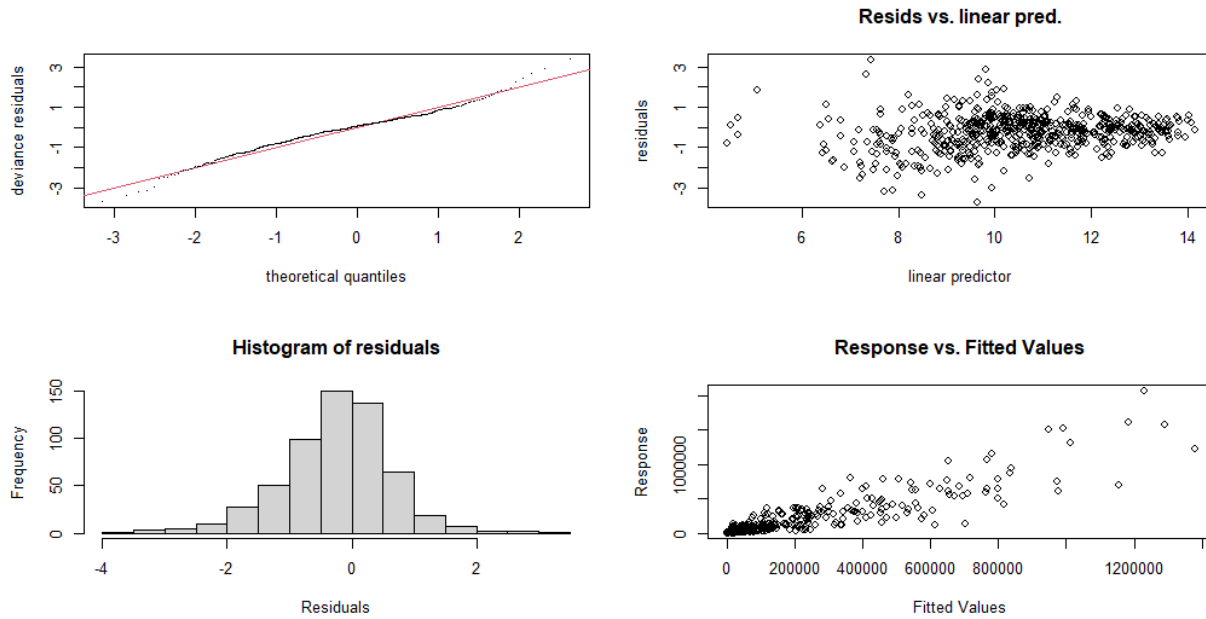 deviance residuals
3
1
-1
-3
-3 -2 -1 0 1 2
theoretical quantiles
Resids vs. linear pred.
residuals
3
1
-1
-3
6 8 10 12 14
linear predictor
Histogram of residuals
Frequency
150
100
50
0
-4 -2 0 2
Residuals
Response vs. Fitted Values
Response
1000000
0
0 200000 400000 600000 800000 1200000
Fitted Values